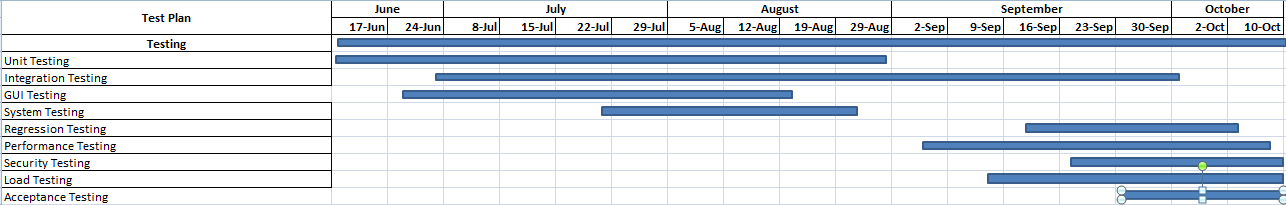 Test Plan
June July August September October
17-Jun 24-Jun 8-Jul 15-Jul 22-Jul 29-Jul 5-Aug 12-Aug 19-Aug 29-Aug 2-Sep 9-Sep 16-Sep 23-Sep 30-Sep 2-Oct 10-Oct
Testing
Unit Testing
Integration Testing
GUI Testing
System Testing
Regression Testing
Performance Testing
Security Testing
Load Testing
Acceptance Testing